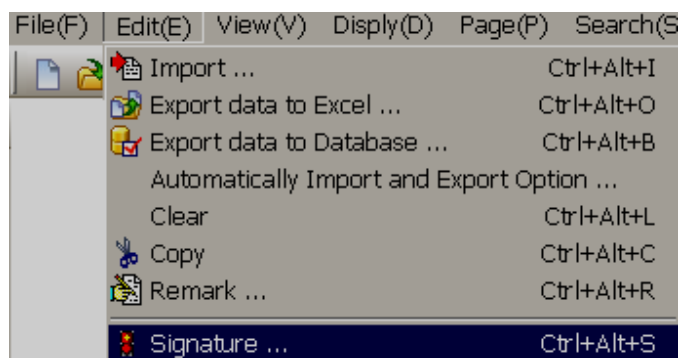 File(F) Edit(E) View(V) Disply(D) Page(P) Search(S
Import ... Ctrl+Alt+I
Export data to Excel ... Ctrl+Alt+O
Export data to Database ... Ctrl+Alt+B
Automatically Import and Export Option ...
Clear Ctrl+Alt+L
Copy Ctrl+Alt+C
Remark ... Ctrl+Alt+R
Signature ... Ctrl+Alt+S